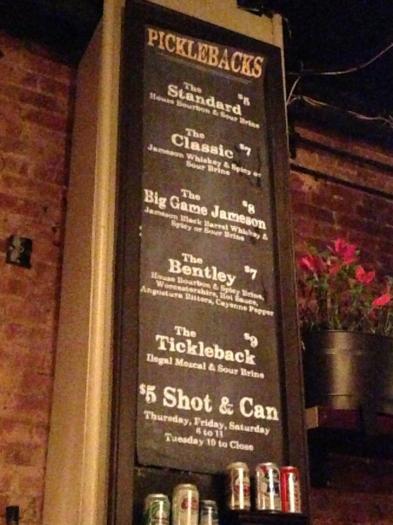 PICKLEBACKS
The
Standard $5
House Bourbon & Sour Brine
The
Classic $7
Jameson Whiskey & Spicy or
Sour Brine
The $8
Big Game Jameson
Jameson Black Barrel Whiskey &
Spicy or Sour Brine
The
Bentley $7
House Bourbon & Spicy Brine,
Worcestershire, Hot Sauce,
Angostura Bitters, Cayenne Pepper
The $9
Tickleback
Ilegal Mezcal & Sour Brine
$5 Shot & Can
Thursday, Friday, Saturday
6 to 11
Tuesday 10 to Close